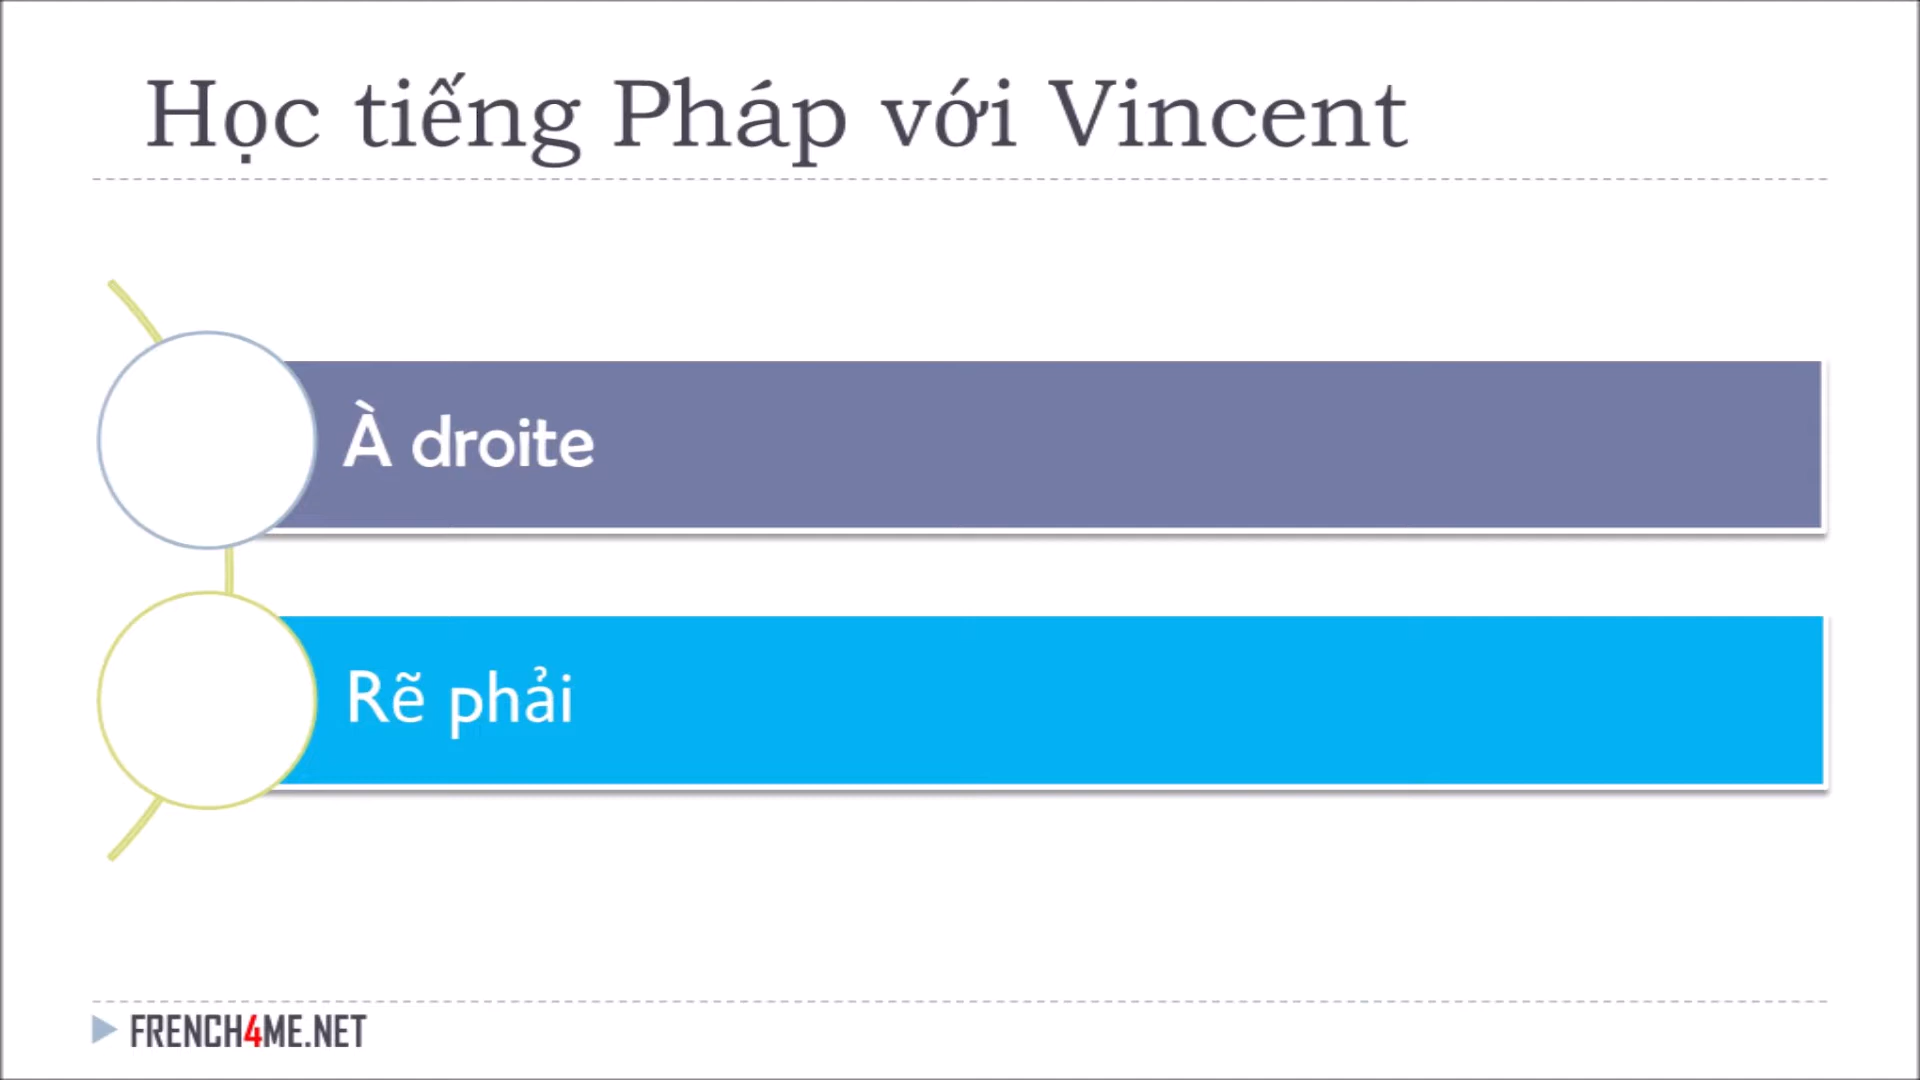 Học tiếng Pháp với Vincent
À droite
Rẽ phải
FRENCH4ME.NET